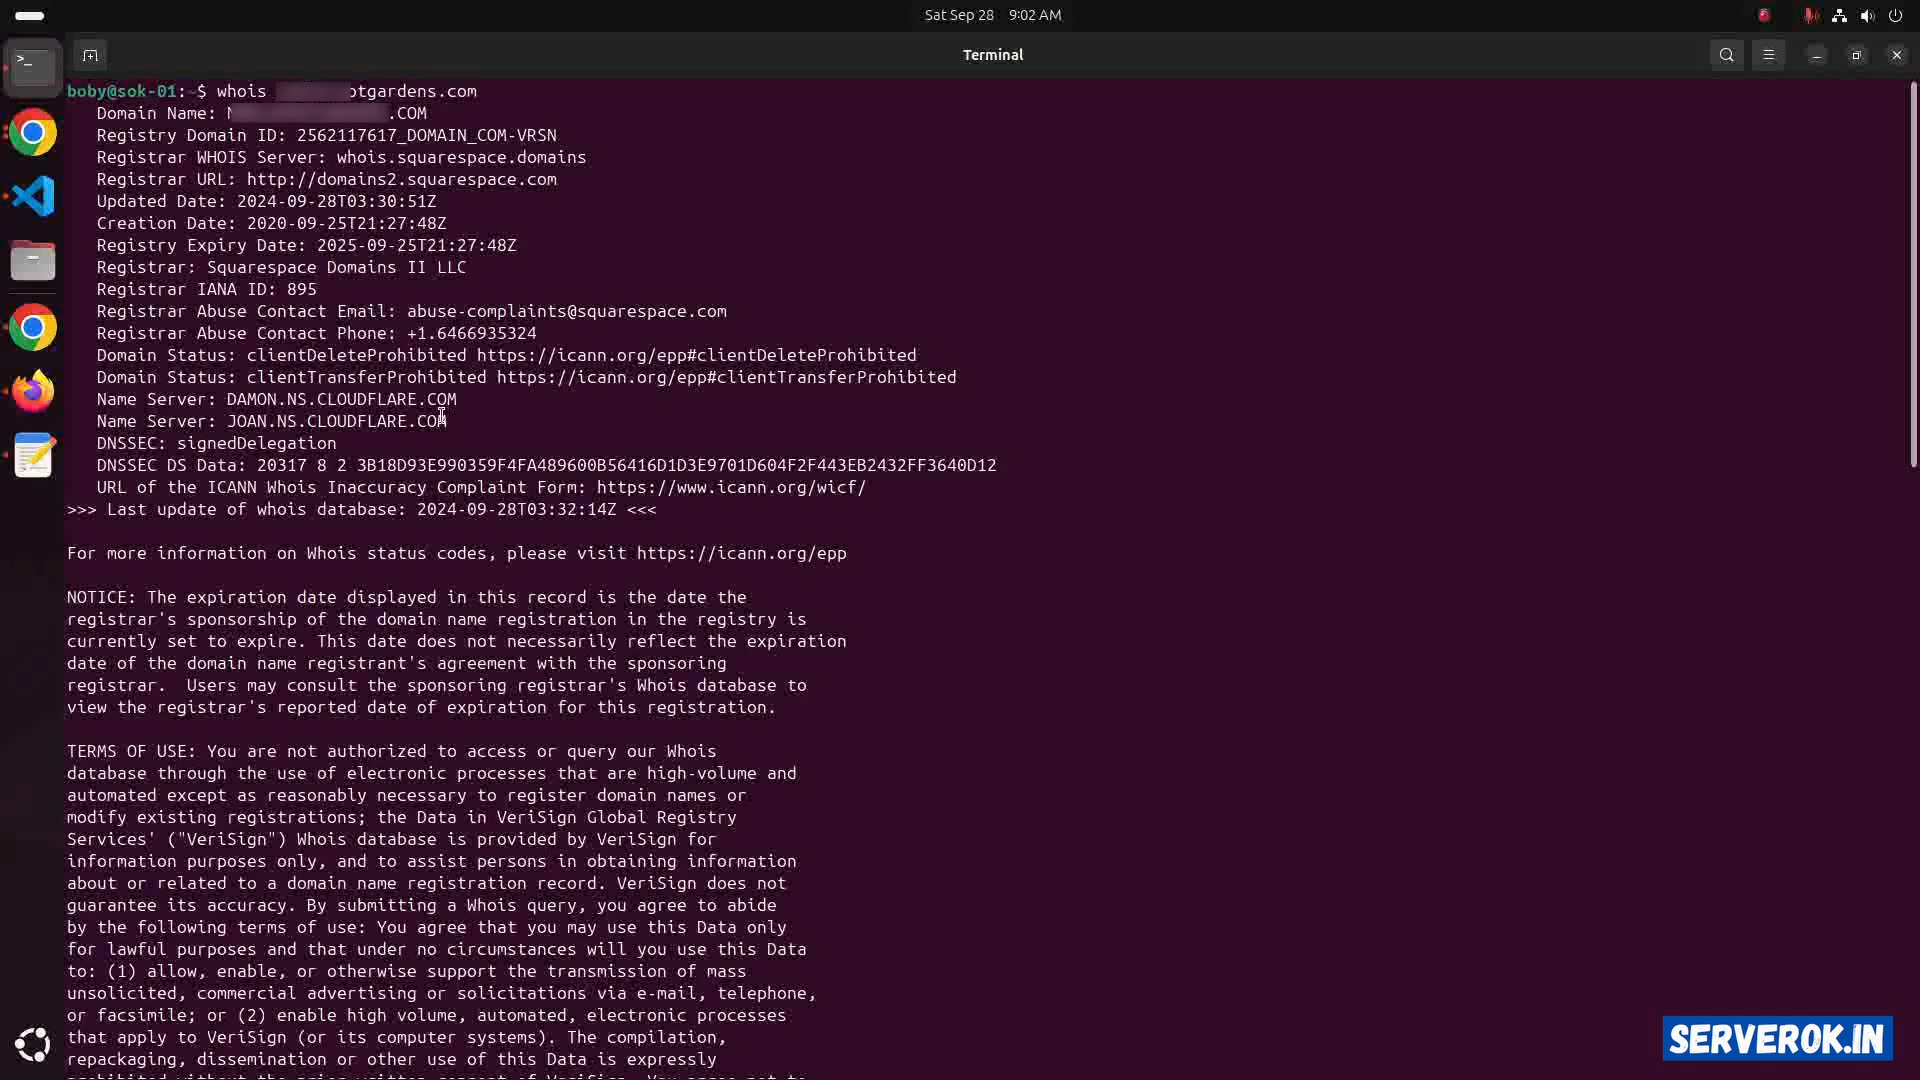 Sat Sep 28 9:02 AM
Terminal
boby@sok-01:~$ whois otgardens.com
Domain Name: .COM
Registry Domain ID: 2562117617_DOMAIN_COM-VRSN
Registrar WHOIS Server: whois.squarespace.domains
Registrar URL: http://domains2.squarespace.com
Updated Date: 2024-09-28T03:30:51Z
Creation Date: 2020-09-25T21:27:48Z
Registry Expiry Date: 2025-09-25T21:27:48Z
Registrar: Squarespace Domains II LLC
Registrar IANA ID: 895
Registrar Abuse Contact Email: abuse-complaints@squarespace.com
Registrar Abuse Contact Phone: +1.6466935324
Domain Status: clientDeleteProhibited https://icann.org/epp#clientDeleteProhibited
Domain Status: clientTransferProhibited https://icann.org/epp#clientTransferProhibited
Name Server: DAMON.NS.CLOUDFLARE.COM
Name Server: JOAN.NS.CLOUDFLARE.COM
DNSSEC: signedDelegation
DNSSEC DS Data: 20317 8 2 3B18D93E990359F4FA489600B56416D1D3E9701D604F2F443EB2432FF3640D12
URL of the ICANN Whois Inaccuracy Complaint Form: https://www.icann.org/wicf/
>>> Last update of whois database: 2024-09-28T03:32:14Z <<<
For more information on Whois status codes, please visit https://icann.org/epp
NOTICE: The expiration date displayed in this record is the date the
registrar's sponsorship of the domain name registration in the registry is
currently set to expire. This date does not necessarily reflect the expiration
date of the domain name registrant's agreement with the sponsoring
registrar.  Users may consult the sponsoring registrar's Whois database to
view the registrar's reported date of expiration for this registration.
TERMS OF USE: You are not authorized to access or query our Whois
database through the use of electronic processes that are high-volume and
automated except as reasonably necessary to register domain names or
modify existing registrations; the Data in VeriSign Global Registry
Services' ("VeriSign") Whois database is provided by VeriSign for
information purposes only, and to assist persons in obtaining information
about or related to a domain name registration record. VeriSign does not
guarantee its accuracy. By submitting a Whois query, you agree to abide
by the following terms of use: You agree that you may use this Data only
for lawful purposes and that under no circumstances will you use this Data
to: (1) allow, enable, or otherwise support the transmission of mass
unsolicited, commercial advertising or solicitations via e-mail, telephone,
or facsimile; or (2) enable high volume, automated, electronic processes
that apply to VeriSign (or its computer systems). The compilation,
repackaging, dissemination or other use of this Data is expressly
SERVEROK.IN